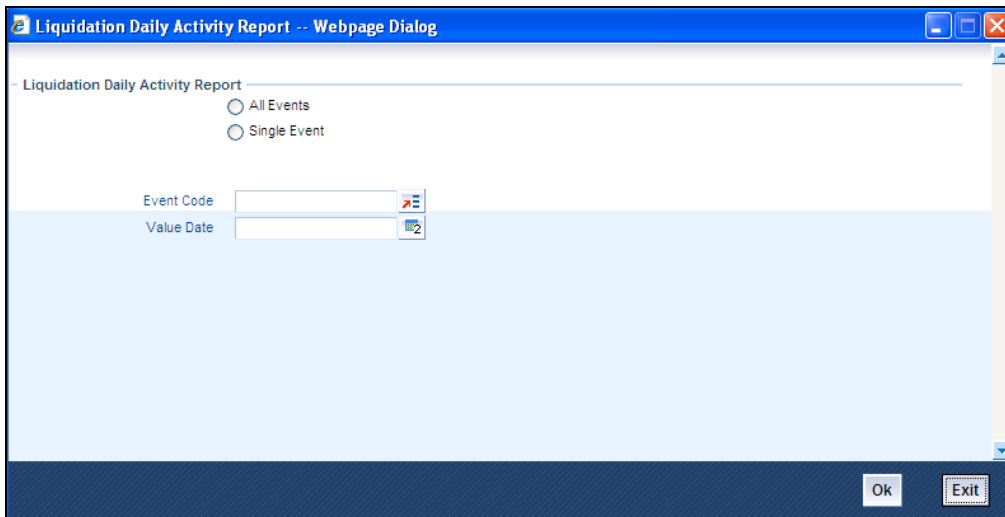 Liquidation Daily Activity Report -- Webpage Dialog
Liquidation Daily Activity Report
All Events
Single Event
Event Code
Value Date
2
Ok
Exit